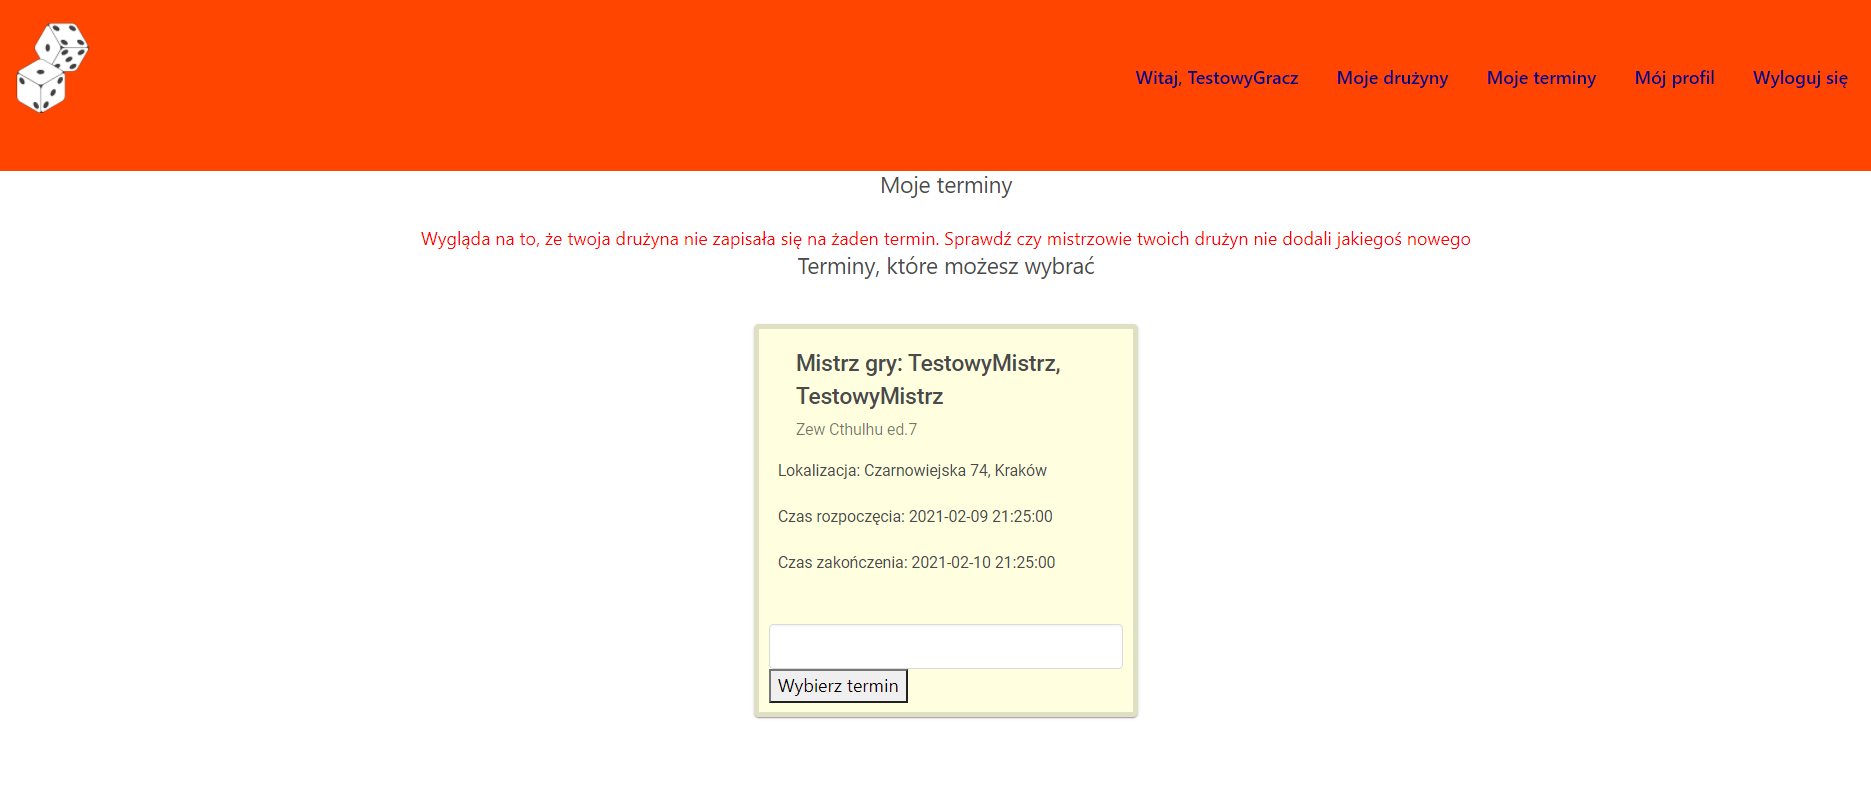 Witaj, TestowyGracz Moje drużyny Moje terminy Mój profil Wyloguj się
Moje terminy
Wygląda na to, że twoja drużyna nie zapisała się na żaden termin. Sprawdź czy mistrzowie twoich drużyn nie dodali jakiegoś nowego
Terminy, które możesz wybrać
Mistrz gry: TestowyMistrz,
TestowyMistrz
Zew Cthulhu ed.7
Lokalizacja: Czarnowiejska 74, Kraków
Czas rozpoczęcia: 2021-02-09 21:25:00
Czas zakończenia: 2021-02-10 21:25:00
Wybierz termin